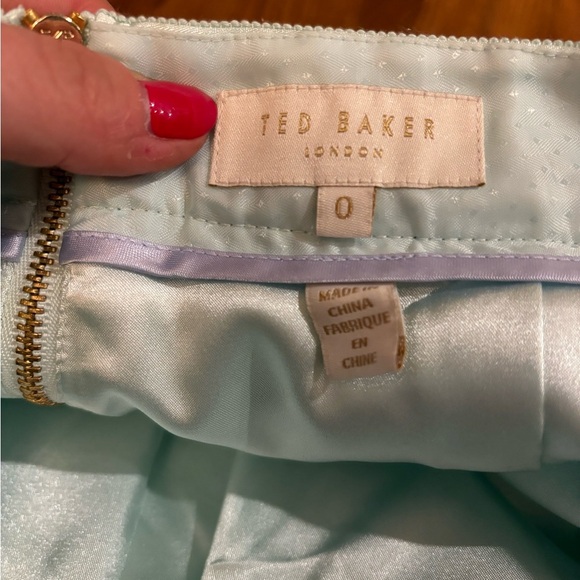 TED BAKER
LONDON
0
MADE IN
CHINA
FABRIQUE
EN
CHINE